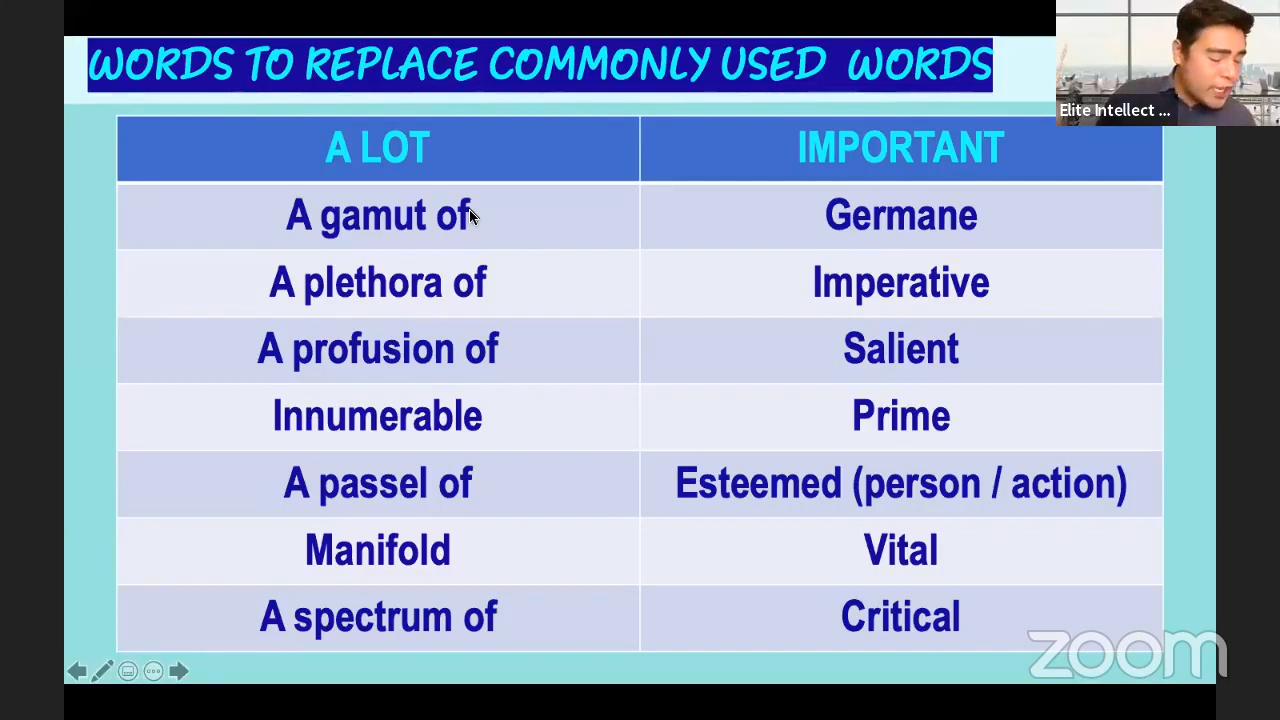 WORDS TO REPLACE COMMONLY USED WORDS
Elite Intellect ...
A LOT IMPORTANT
A gamut of Germane
A plethora of Imperative
A profusion of Salient
Innumerable Prime
A passel of Esteemed (person / action)
Manifold Vital
A spectrum of Critical
zoom